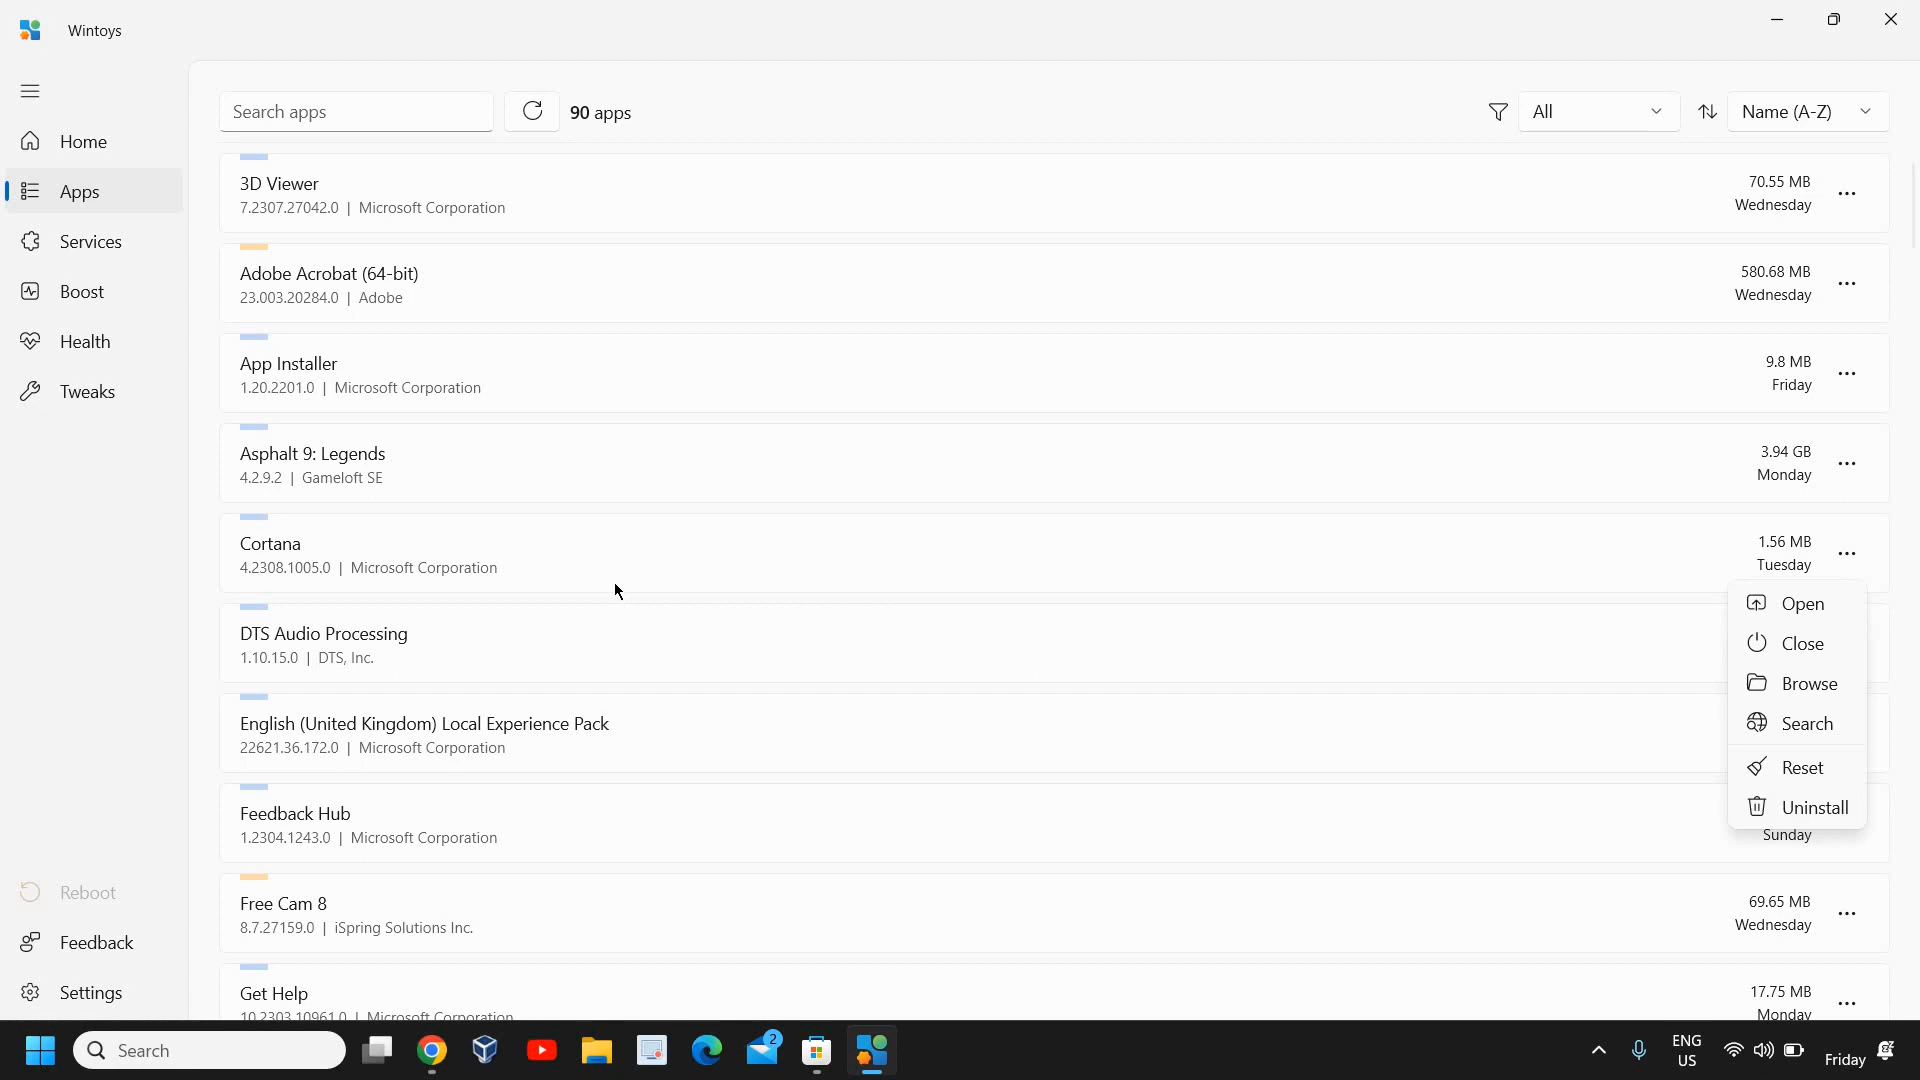 Wintoys
Search apps
90 apps
All
Name (A-Z)
Home
Apps
Services
Boost
Health
Tweaks
Reboot
Feedback
Settings
3D Viewer
7.2307.27042.0 | Microsoft Corporation
70.55 MB
Wednesday
Adobe Acrobat (64-bit)
23.003.20284.0 | Adobe
580.68 MB
Wednesday
App Installer
1.20.2201.0 | Microsoft Corporation
9.8 MB
Friday
Asphalt 9: Legends
4.2.9.2 | Gameloft SE
3.94 GB
Monday
Cortana
4.2308.1005.0 | Microsoft Corporation
1.56 MB
Tuesday
Open
Close
Browse
Search
Reset
Uninstall
DTS Audio Processing
1.10.15.0 | DTS, Inc.
English (United Kingdom) Local Experience Pack
22621.36.172.0 | Microsoft Corporation
Feedback Hub
1.2304.1243.0 | Microsoft Corporation
Sunday
Free Cam 8
8.7.27159.0 | iSpring Solutions Inc.
69.65 MB
Wednesday
Get Help
10.2303.10961.0 | Microsoft Corporation
17.75 MB
Monday
Search
2
ENG
US
Friday